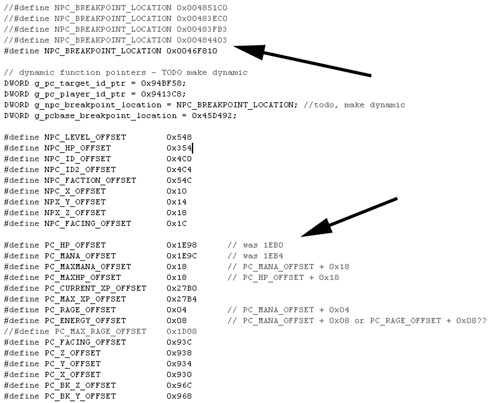 //#define NPC_BREAKPOINT_LOCATION 0x004851C0
//#define NPC_BREAKPOINT_LOCATION 0x00483EC0
//#define NPC_BREAKPOINT_LOCATION 0x00483FB3
//#define NPC_BREAKPOINT_LOCATION 0x00484403
#define NPC_BREAKPOINT_LOCATION 0x0046F810
// dynamic function pointers - TODO make dynamic
DWORD g_pc_target_id_ptr = 0x94BF58;
DWORD g_pc_player_id_ptr = 0x9413C8;
DWORD g_npc_breakpoint_location = NPC_BREAKPOINT_LOCATION; //todo, make dynamic
DWORD g_pcbase_breakpoint_location = 0x45D492;
#define NPC_LEVEL_OFFSET 0x548
#define NPC_HP_OFFSET 0x354
#define NPC_ID_OFFSET 0x4C0
#define NPC_ID2_OFFSET 0x4C4
#define NPC_FACTION_OFFSET 0x54C
#define NPC_X_OFFSET 0x10
#define NPX_Y_OFFSET 0x14
#define NPX_Z_OFFSET 0x18
#define NPC_FACING_OFFSET 0x1C
#define PC_HP_OFFSET 0x1E98 // was 1EB0
#define PC_MANA_OFFSET 0x1E9C // was 1EB4
#define PC_MAXMANA_OFFSET 0x18 // PC_MANA_OFFSET + 0x18
#define PC_MAXHP_OFFSET 0x18 // PC_HP_OFFSET + 0x18
#define PC_CURRENT_XP_OFFSET 0x27B0
#define PC_MAX_XP_OFFSET 0x27B4
#define PC_RAGE_OFFSET 0x04 // PC_MANA_OFFSET + 0x04
#define PC_ENERGY_OFFSET 0x08 // PC_MANA_OFFSET + 0x08 or PC_RAGE_OFFSET + 0x08??
//#define PC_MAX_RAGE_OFFSET 0x1D08
#define PC_FACING_OFFSET 0x93C
#define PC_Z_OFFSET 0x938
#define PC_Y_OFFSET 0x934
#define PC_X_OFFSET 0x930
#define PC_BK_Z_OFFSET 0x96C
#define PC_BK_Y_OFFSET 0x968